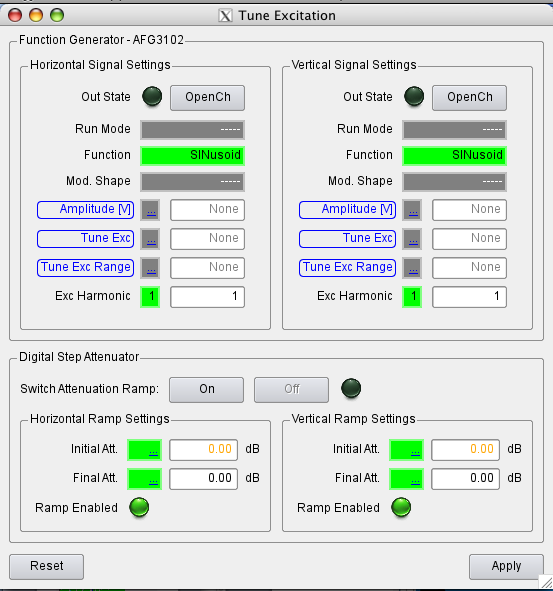 Tune Excitation
Function Generator - AFG3102
Horizontal Signal Settings
Out State OpenCh
Run Mode -----
Function SINusoid
Mod. Shape -----
Amplitude [V] ... None
Tune Exc ... None
Tune Exc Range ... None
Exc Harmonic 1 1
Vertical Signal Settings
Out State OpenCh
Run Mode -----
Function SINusoid
Mod. Shape -----
Amplitude [V] ... None
Tune Exc ... None
Tune Exc Range ... None
Exc Harmonic 1 1
Digital Step Attenuator
Switch Attenuation Ramp: On Off
Horizontal Ramp Settings
Initial Att. ... 0.00 dB
Final Att. ... 0.00 dB
Ramp Enabled
Vertical Ramp Settings
Initial Att. ... 0.00 dB
Final Att. ... 0.00 dB
Ramp Enabled
Reset Apply